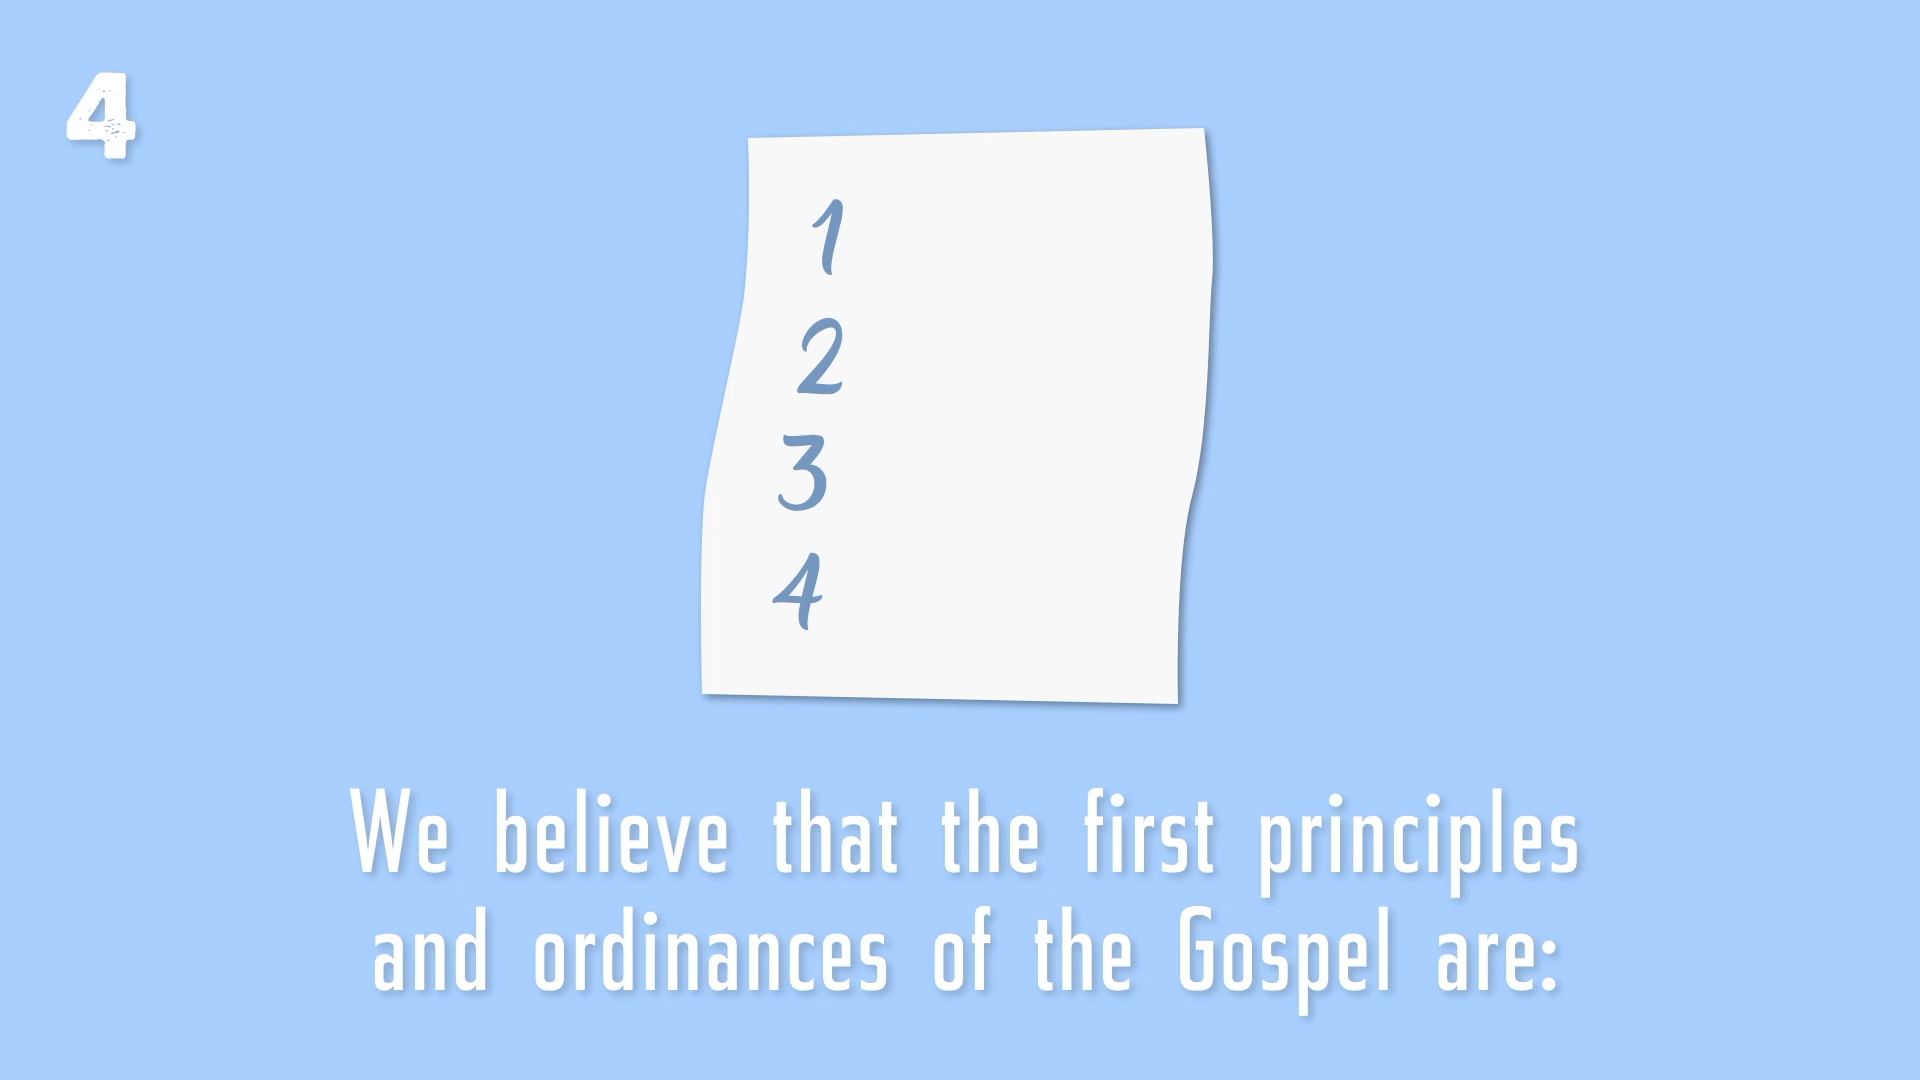 4
1
2
3
4
We believe that the first principles
and ordinances of the Gospel are: